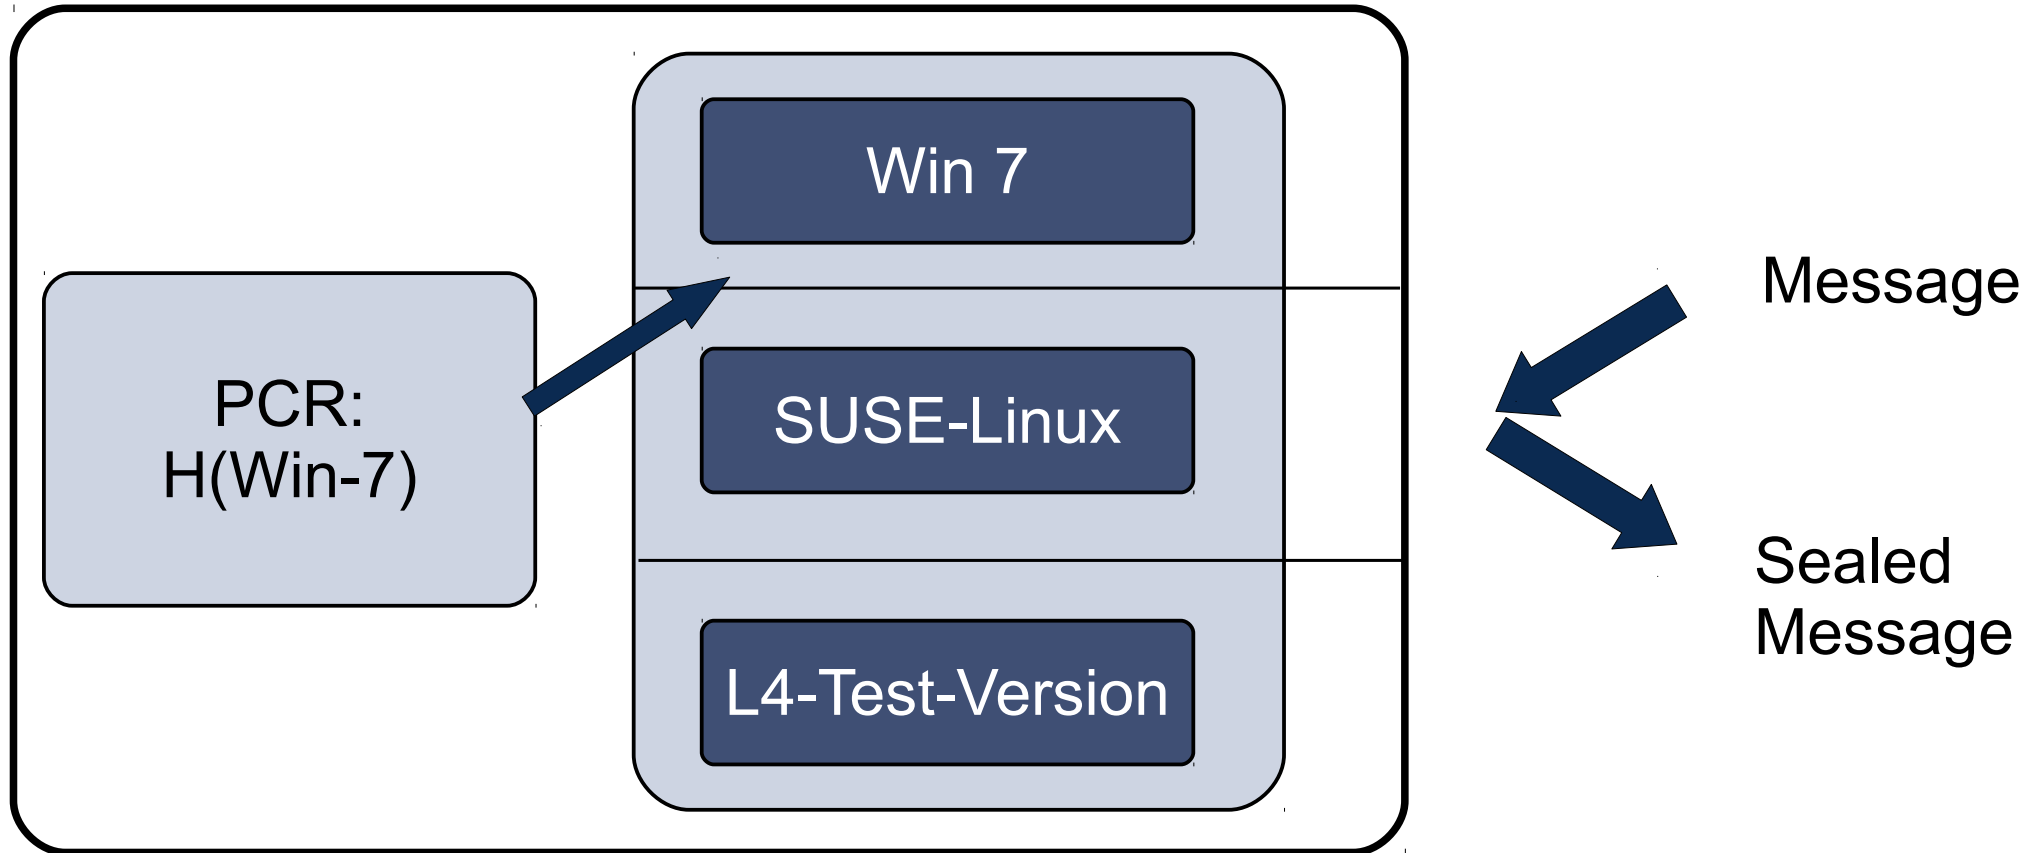 Win 7
Message
PCR:
H(Win-7)
SUSE-Linux
Sealed
Message
L4-Test-Version